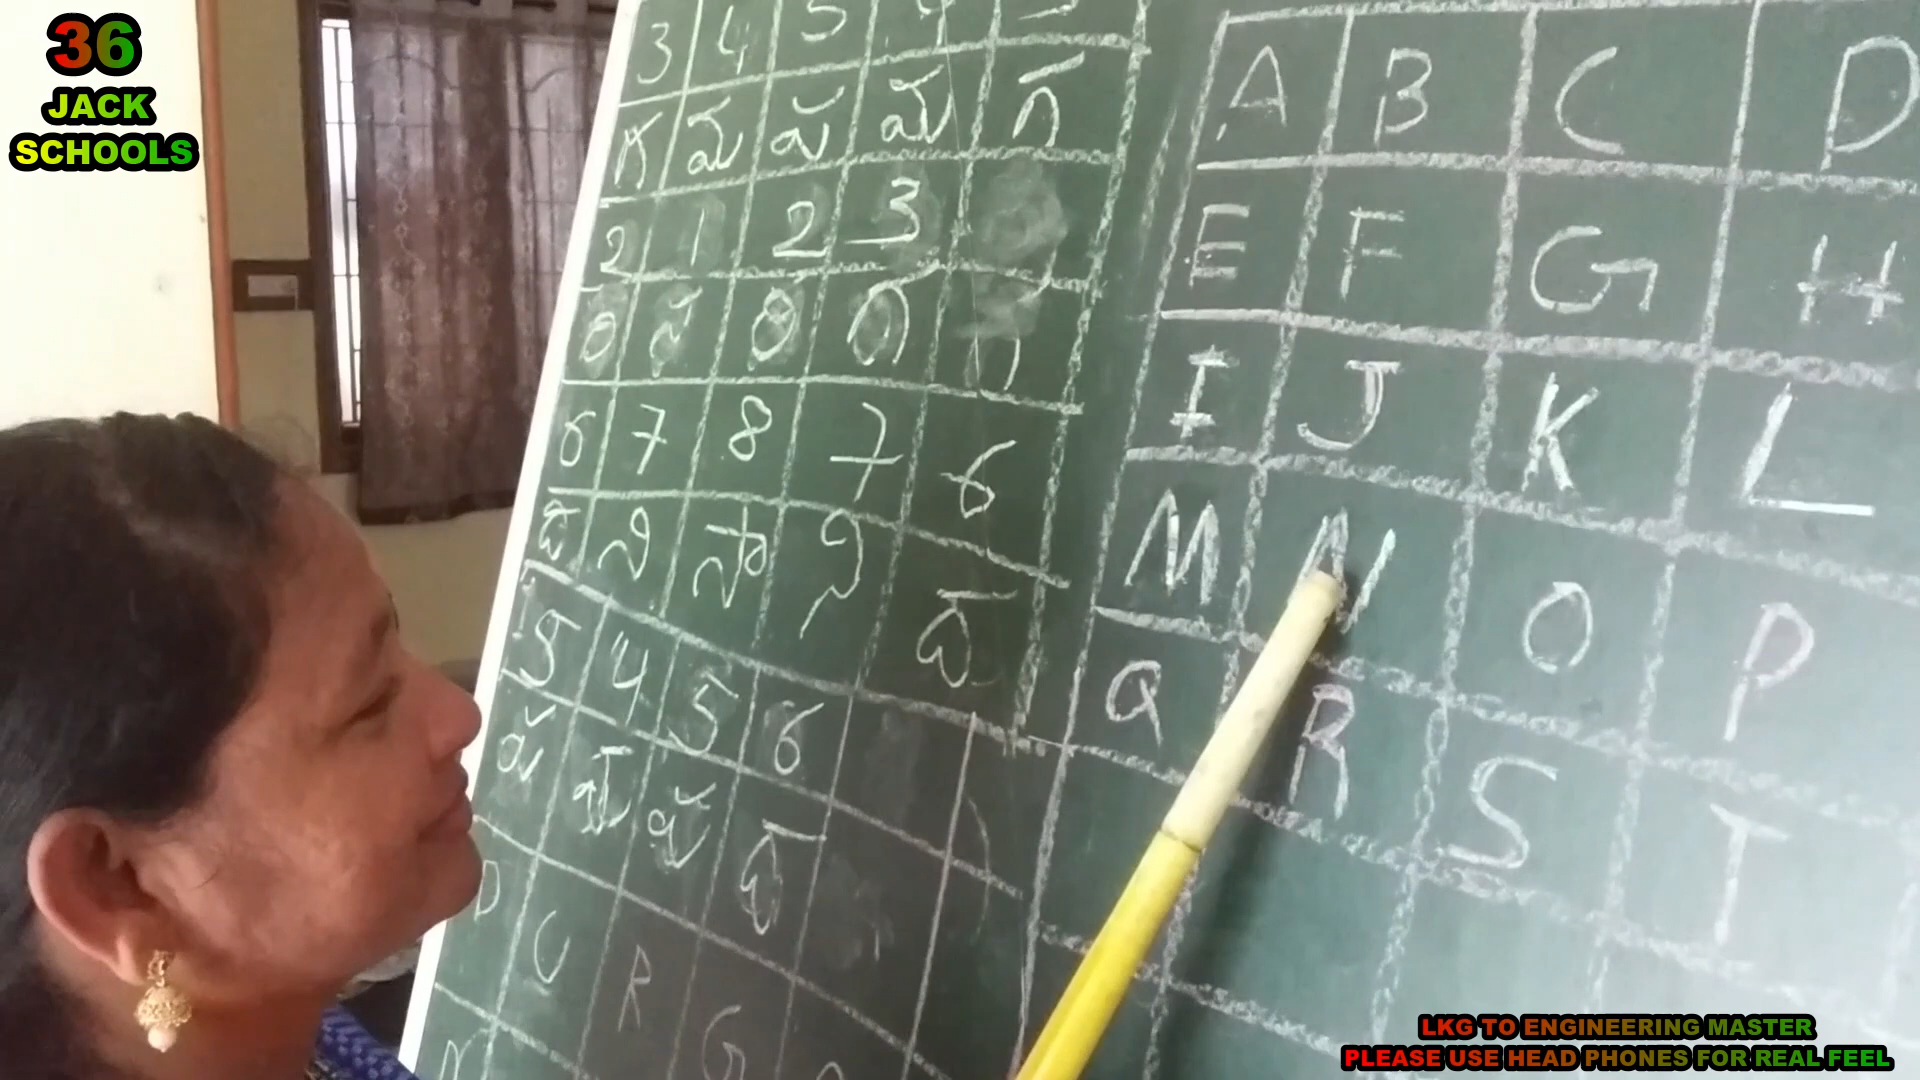 36
JACK
SCHOOLS
3 4 5 4
గ మ ప మ గ
2 1 2 3
స రి గ
6 7 8 7 6
ద ని సా ని ద
5 4 5 6
ప మ ప ద
U R G
A B C D
E F G H
I J K L
M N O P
Q R S T
LKG TO ENGINEERING MASTER
PLEASE USE HEAD PHONES FOR REAL FEEL